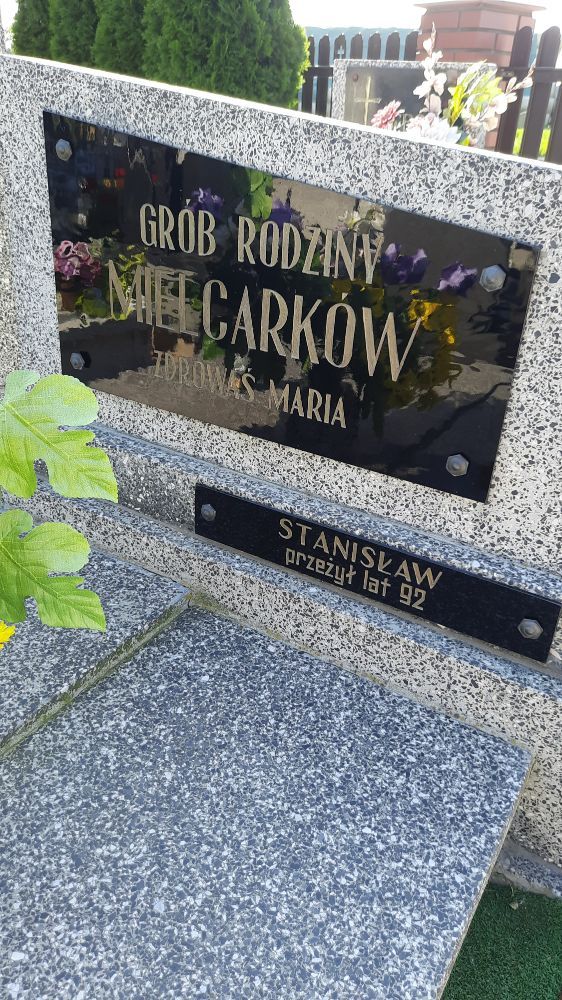 GRÓB RODZINY
MIELCARKÓW
ZDROWAŚ MARIA
STANISŁAW
przeżył lat 92